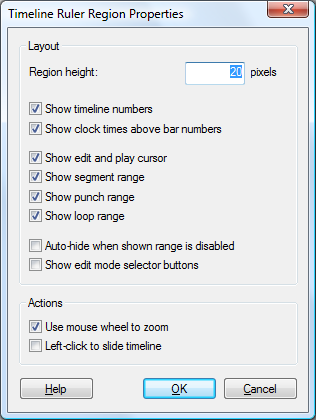 Timeline Ruler Region Properties
Layout
Region height: 20 pixels
Show timeline numbers
Show clock times above bar numbers
Show edit and play cursor
Show segment range
Show punch range
Show loop range
Auto-hide when shown range is disabled
Show edit mode selector buttons
Actions
Use mouse wheel to zoom
Left-click to slide timeline
Help OK Cancel